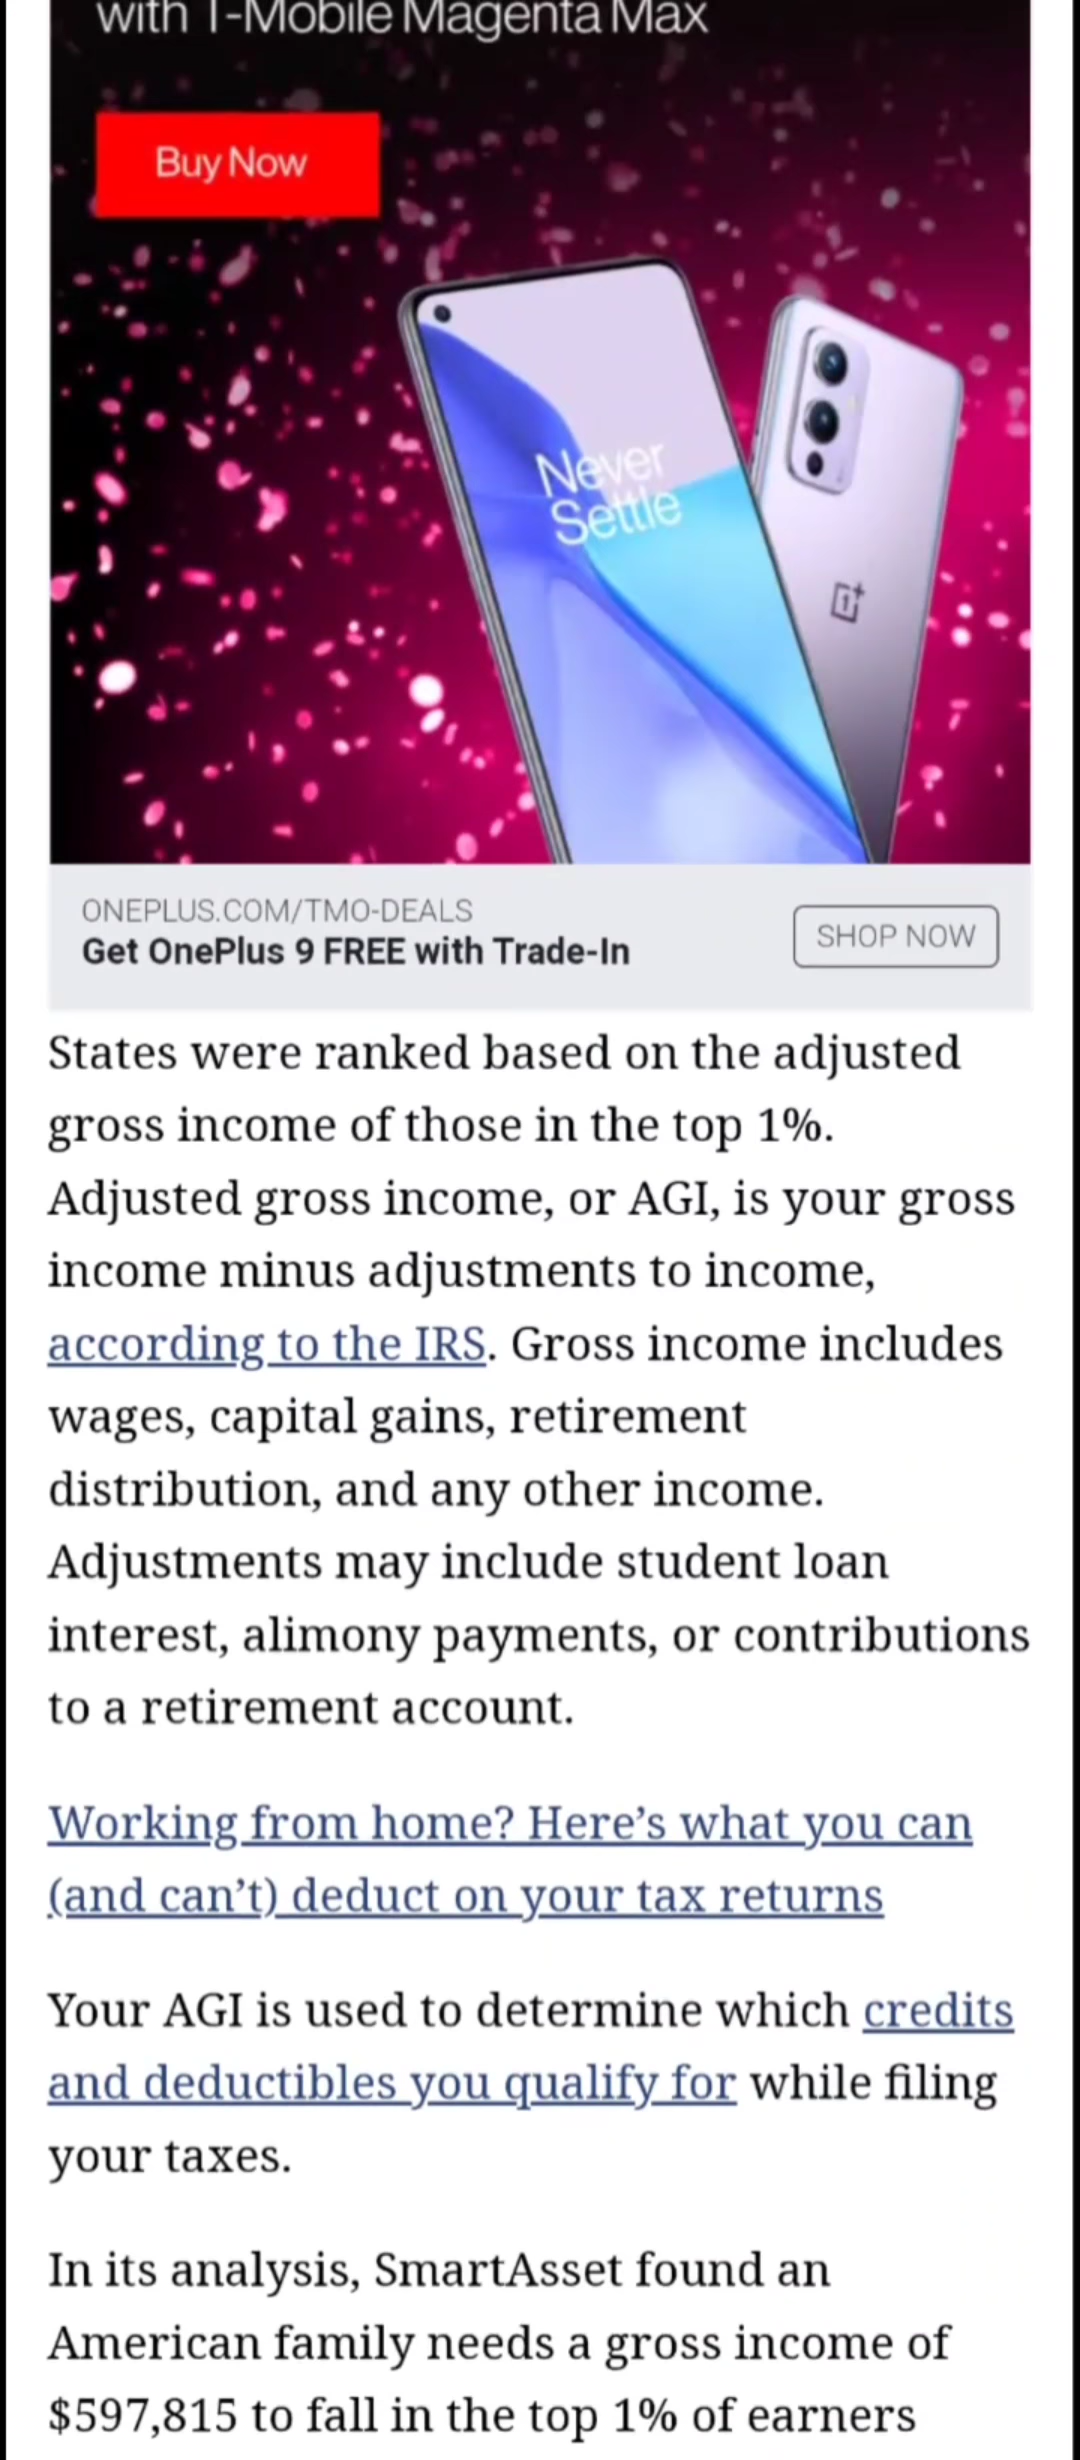 with T-Mobile Magenta Max
Buy Now
Never
Settle
ONEPLUS.COM/TMO-DEALS
Get OnePlus 9 FREE with Trade-In
SHOP NOW
States were ranked based on the adjusted
gross income of those in the top 1%.
Adjusted gross income, or AGI, is your gross
income minus adjustments to income,
according to the IRS. Gross income includes
wages, capital gains, retirement
distribution, and any other income.
Adjustments may include student loan
interest, alimony payments, or contributions
to a retirement account.
Working from home? Here’s what you can
(and can’t) deduct on your tax returns
Your AGI is used to determine which credits
and deductibles you qualify for while filing
your taxes.
In its analysis, SmartAsset found an
American family needs a gross income of
$597,815 to fall in the top 1% of earners